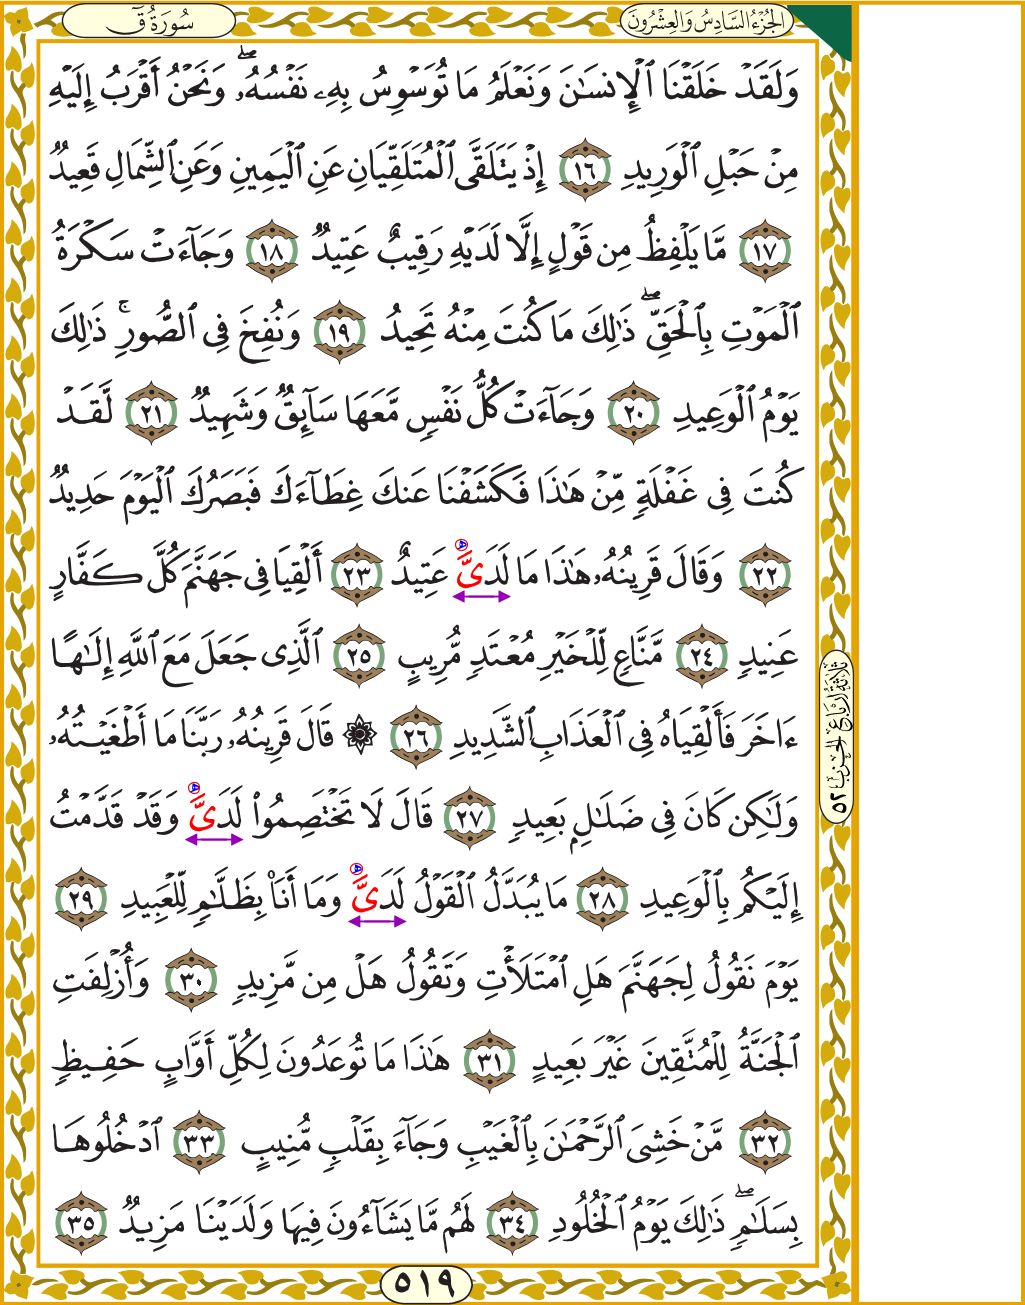 سُورَةُ قٓ
الجُزْءُ السَّادِسُ وَالعِشْرُونَ
وَلَقَدْ خَلَقْنَا ٱلْإِنسَٰنَ وَنَعْلَمُ مَا تُوَسْوِسُ بِهِۦ نَفْسُهُۥ ۖ وَنَحْنُ أَقْرَبُ إِلَيْهِ
مِنْ حَبْلِ ٱلْوَرِيدِ ١٦ إِذْ يَتَلَقَّى ٱلْمُتَلَقِّيَانِ عَنِ ٱلْيَمِينِ وَعَنِ ٱلشِّمَالِ قَعِيدٌ
١٧ مَّا يَلْفِظُ مِن قَوْلٍ إِلَّا لَدَيْهِ رَقِيبٌ عَتِيدٌ ١٨ وَجَآءَتْ سَكْرَةُ
ٱلْمَوْتِ بِٱلْحَقِّ ۖ ذَٰلِكَ مَا كُنتَ مِنْهُ تَحِيدُ ١٩ وَنُفِخَ فِى ٱلصُّورِ ۚ ذَٰلِكَ
يَوْمُ ٱلْوَعِيدِ ٢٠ وَجَآءَتْ كُلُّ نَفْسٍ مَّعَهَا سَآئِقٌ وَشَهِيدٌ ٢١ لَّقَدْ
كُنتَ فِى غَفْلَةٍ مِّنْ هَٰذَا فَكَشَفْنَا عَنكَ غِطَآءَكَ فَبَصَرُكَ ٱلْيَوْمَ حَدِيدٌ
٢٢ وَقَالَ قَرِينُهُۥ هَٰذَا مَا لَدَىَّ عَتِيدٌ ٢٣ أَلْقِيَا فِى جَهَنَّمَ كُلَّ كَفَّارٍ
عَنِيدٍ ٢٤ مَّنَّاعٍ لِّلْخَيْرِ مُعْتَدٍ مُّرِيبٍ ٢٥ ٱلَّذِى جَعَلَ مَعَ ٱللَّهِ إِلَٰهًا
ءَاخَرَ فَأَلْقِيَاهُ فِى ٱلْعَذَابِ ٱلشَّدِيدِ ٢٦ ۞ قَالَ قَرِينُهُۥ رَبَّنَا مَا أَطْغَيْتُهُۥ
وَلَٰكِن كَانَ فِى ضَلَٰلٍ بَعِيدٍ ٢٧ قَالَ لَا تَخْتَصِمُوا۟ لَدَىَّ وَقَدْ قَدَّمْتُ
إِلَيْكُم بِٱلْوَعِيدِ ٢٨ مَا يُبَدَّلُ ٱلْقَوْلُ لَدَىَّ وَمَا أَنَا۠ بِظَلَّٰمٍ لِّلْعَبِيدِ ٢٩
يَوْمَ نَقُولُ لِجَهَنَّمَ هَلِ ٱمْتَلَأْتِ وَتَقُولُ هَلْ مِن مَّزِيدٍ ٣٠ وَأُزْلِفَتِ
ٱلْجَنَّةُ لِلْمُتَّقِينَ غَيْرَ بَعِيدٍ ٣١ هَٰذَا مَا تُوعَدُونَ لِكُلِّ أَوَّابٍ حَفِيظٍ
٣٢ مَّنْ خَشِىَ ٱلرَّحْمَٰنَ بِٱلْغَيْبِ وَجَآءَ بِقَلْبٍ مُّنِيبٍ ٣٣ ٱدْخُلُوهَا
بِسَلَٰمٍ ۖ ذَٰلِكَ يَوْمُ ٱلْخُلُودِ ٣٤ لَهُم مَّا يَشَآءُونَ فِيهَا وَلَدَيْنَا مَزِيدٌ ٣٥
ثَلَاثَةُ أَرْبَاعِ الْحِزْبِ ٥٢
٥١٩